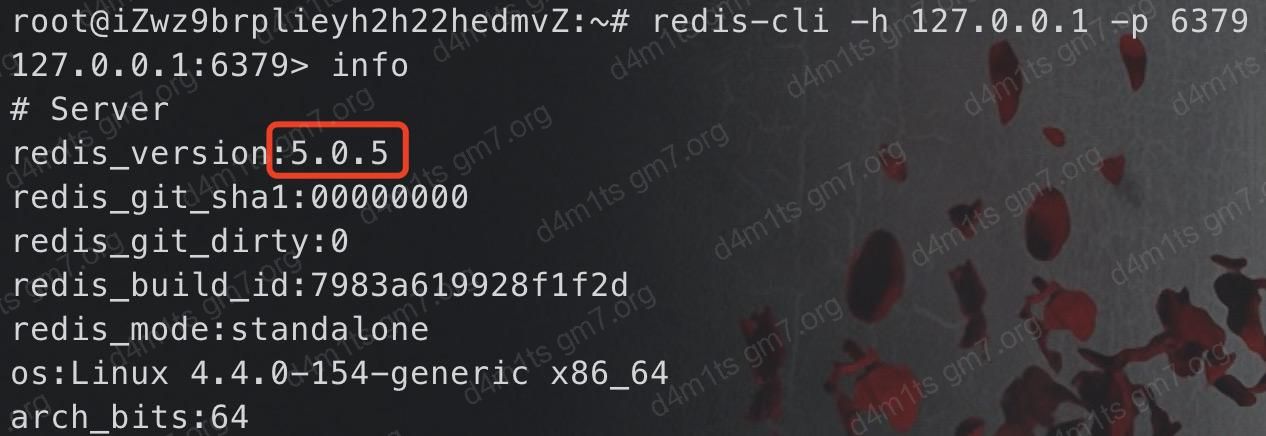 root@iZwz9brplieyh2h22hedmvZ:~# redis-cli -h 127.0.0.1 -p 6379
127.0.0.1:6379> info
# Server
redis_version:5.0.5
redis_git_sha1:00000000
redis_git_dirty:0
redis_build_id:7983a619928f1f2d
redis_mode:standalone
os:Linux 4.4.0-154-generic x86_64
arch_bits:64
d4m1ts gm7.org